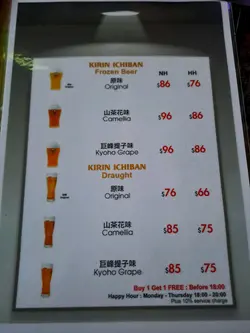 KIRIN ICHIBAN
Frozen Beer NH HH
原味
Original $86 $76
山茶花味
Camellia $96 $86
巨峰提子味
Kyoho Grape $96 $86
KIRIN ICHIBAN
Draught
原味
Original $76 $66
山茶花味
Camellia $85 $75
巨峰提子味
Kyoho Grape $85 $75
Buy 1 Get 1 FREE : Before 18:00
Happy Hour : Monday - Thursday 18:00 - 20:00
Plus 10% service charge